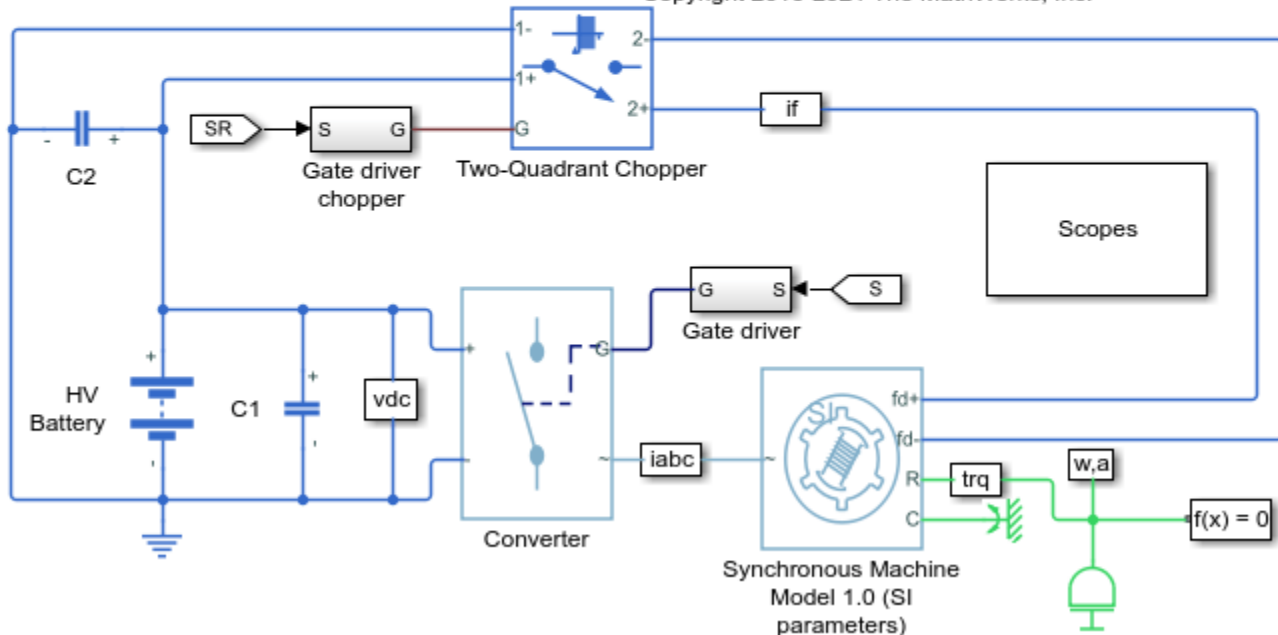 1-
2-
1+
2+
SR
S
G
G
if
C2
-
+
Gate driver
chopper
Two-Quadrant Chopper
Scopes
G
S
S
Gate driver
+
HV
Battery
-
C1
+
-
vdc
+
-
G
~
Converter
iabc
~
SI
fd+
fd-
R
C
trq
w,a
f(x) = 0
Synchronous Machine
Model 1.0 (SI
parameters)